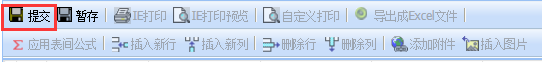 提交 暂存 IE打印 IE打印预览 自定义打印 导出成Excel文件
Σ 应用表间公式 插入新行 插入新列 删除行 删除列 添加附件 插入图片